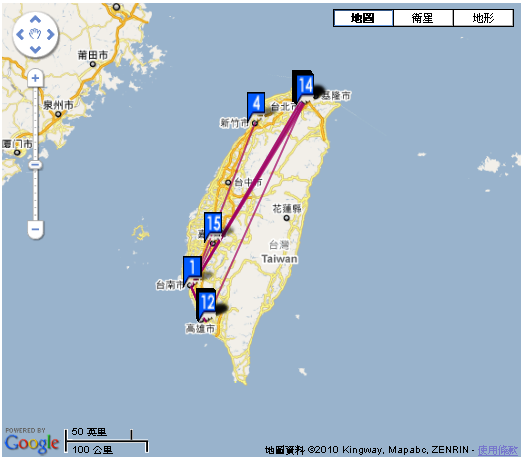 地圖 衛星 地形
莆田市
泉州市
廈門市
14
基隆市
台北市
4
新竹市
台中市
花蓮縣
15
嘉
台灣
Taiwan
1
台南市
12
高雄市
POWERED BY
Google
50 英里
100 公里
地圖資料 ©2010 Kingway, Mapabc, ZENRIN - 使用條款